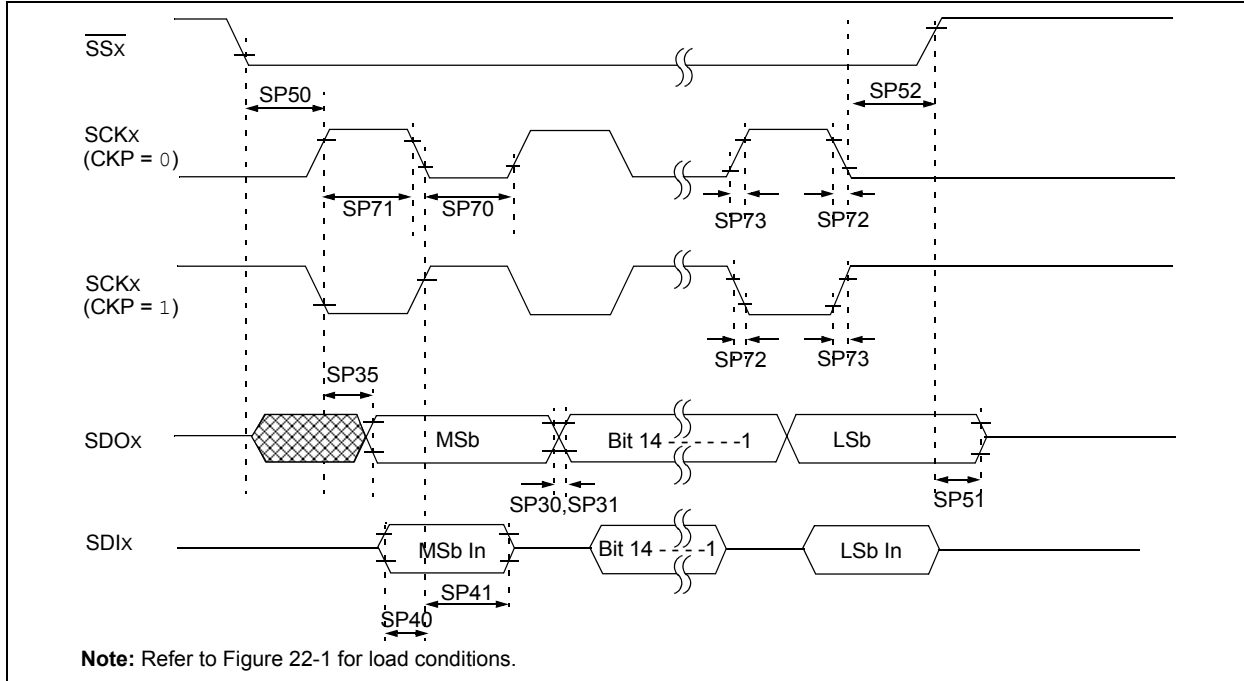 SSx
SP50
SP52
SCKx
(CKP = 0)
SP71
SP70
SP73
SP72
SCKx
(CKP = 1)
SP72
SP73
SP35
SDOx
MSb
Bit 14 - - - - - -1
LSb
SP30,SP31
SP51
SDIx
MSb In
Bit 14 - - - -1
LSb In
SP41
SP40
Note: Refer to Figure 22-1 for load conditions.